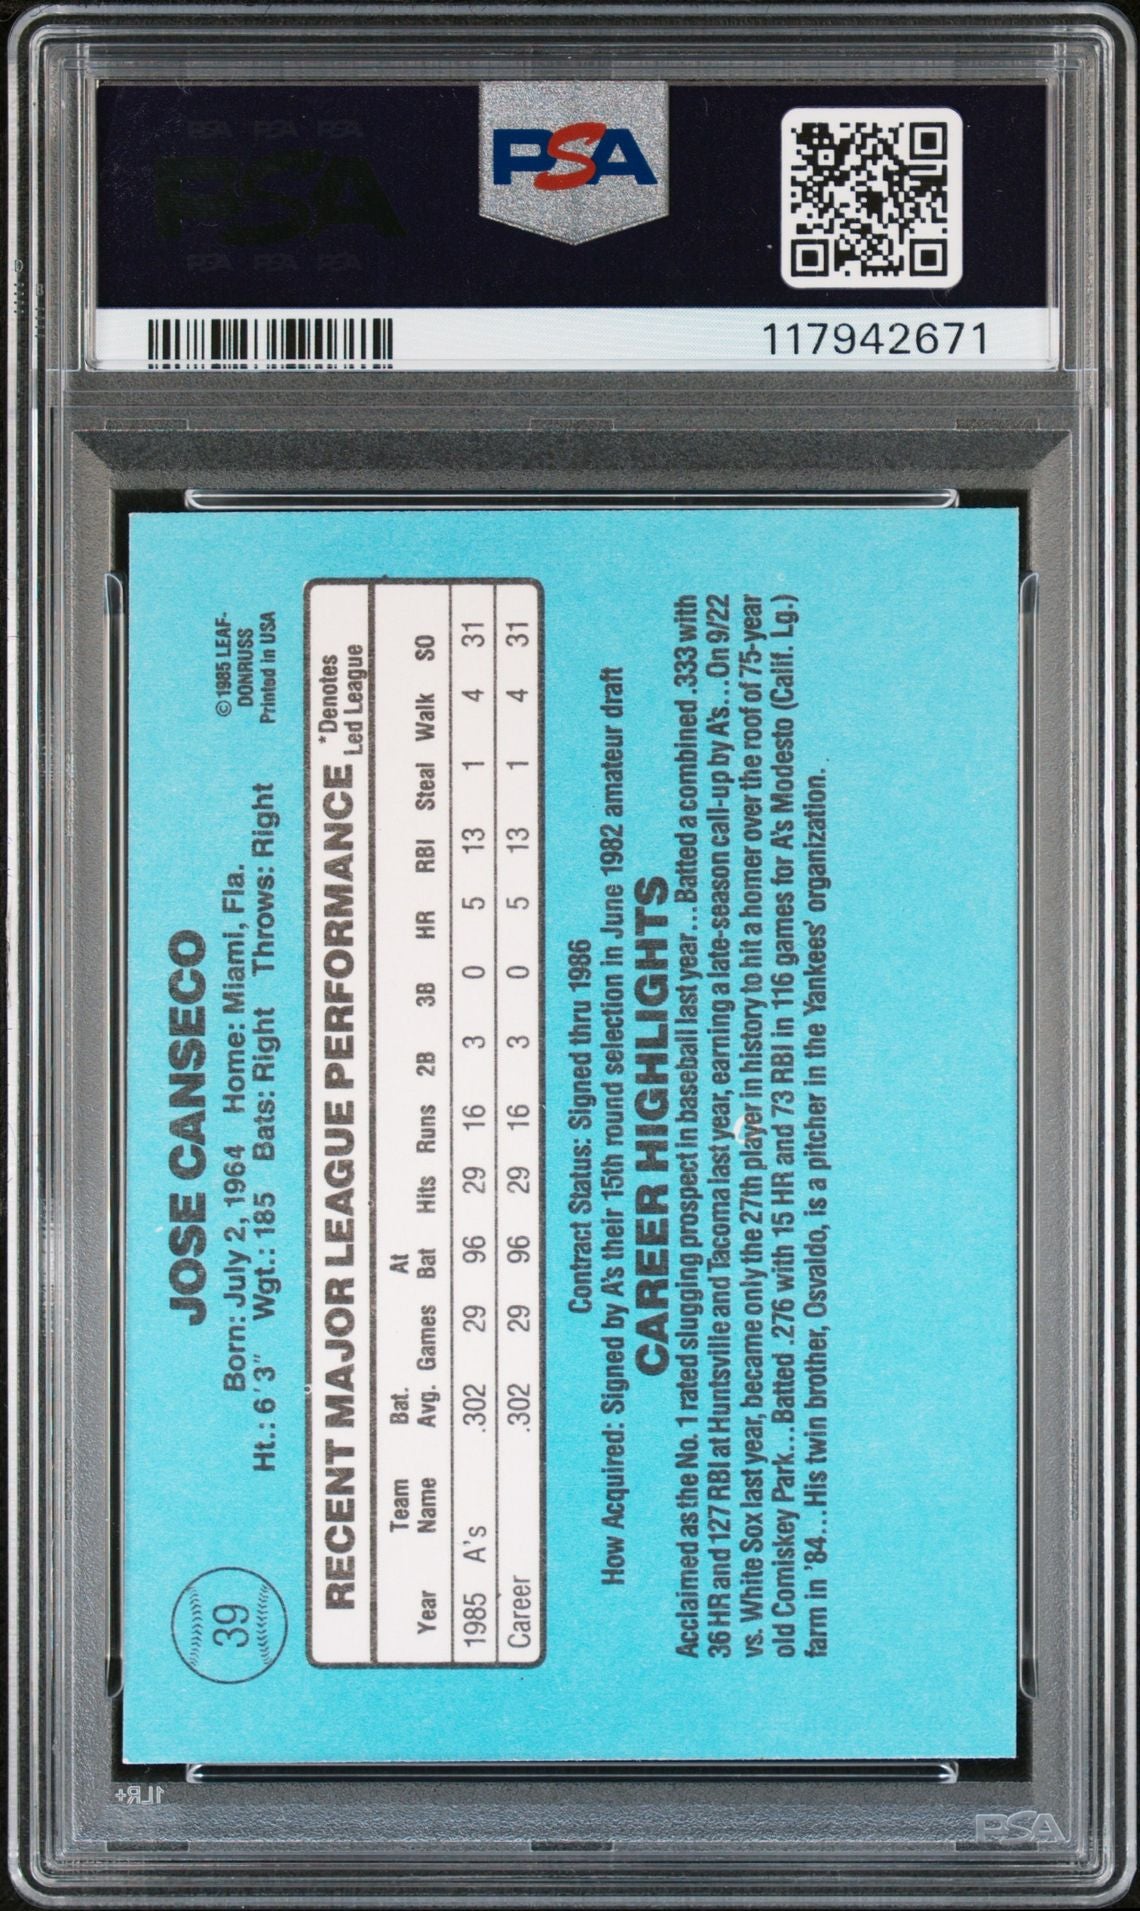 PSA
117942671
39
JOSE CANSECO
© 1985 LEAF-
DONRUSS
Printed in USA
Born: July 2, 1964 Home: Miami, Fla.
Ht.: 6'3" Wgt.: 185 Bats: Right Throws: Right
RECENT MAJOR LEAGUE PERFORMANCE *Denotes Led League
Year Team Name Bat. Avg. Games At Bat Hits Runs 2B 3B HR RBI Steal Walk SO
1985 A's .302 29 96 29 16 3 0 5 13 1 4 31
Career .302 29 96 29 16 3 0 5 13 1 4 31
Contract Status: Signed thru 1986
How Acquired: Signed by A's their 15th round selection in June 1982 amateur draft
CAREER HIGHLIGHTS
Acclaimed as the No. 1 rated slugging prospect in baseball last year...Batted a combined .333 with
36 HR and 127 RBI at Huntsville and Tacoma last year, earning a late-season call-up by A's...On 9/22
vs. White Sox last year, became only the 27th player in history to hit a homer over the roof of 75-year
old Comiskey Park...Batted .276 with 15 HR and 73 RBI in 116 games for A's Modesto (Calif. Lg.)
farm in '84...His twin brother, Osvaldo, is a pitcher in the Yankees' organization.
1LR+
PSA